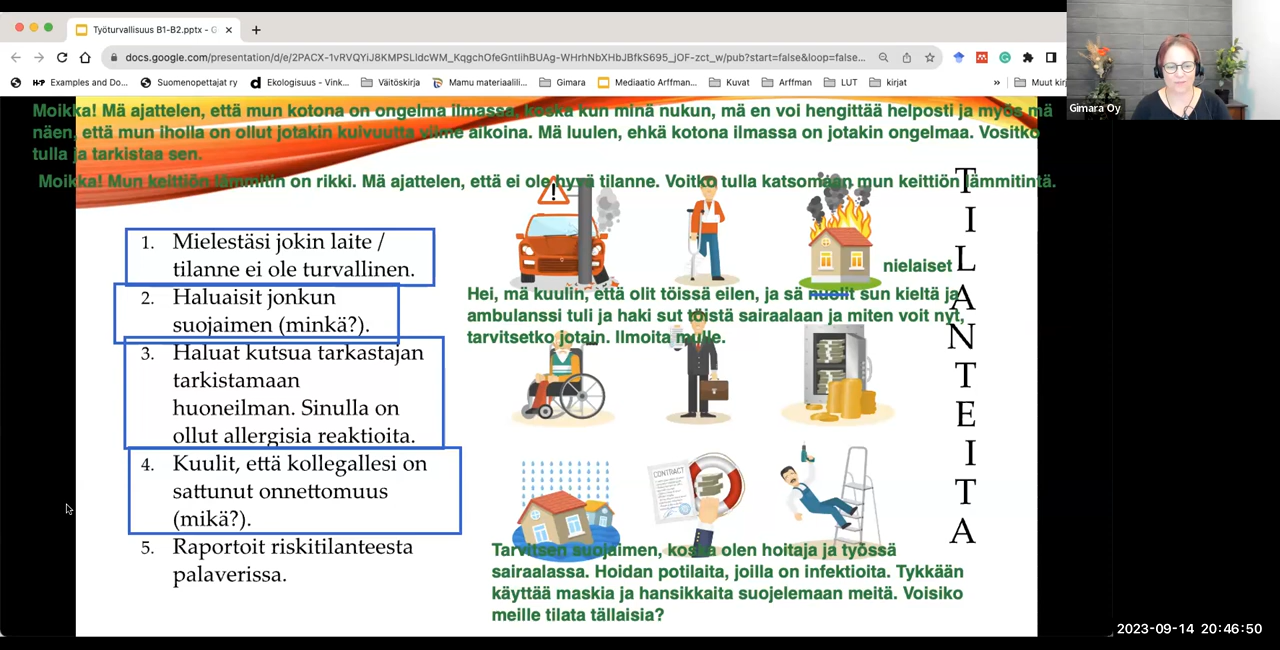 Työturvallisuus B1-B2.pptx - G
docs.google.com/presentation/d/e/2PACX-1vRVQYiJ8KMPSLldcWM_KqgchOfeGntIihBUAg-WHrhNbXHbJBfkS695_jOF-zct_w/pub?start=false&loop=false...
Examples and Do...
Suomenopettajat ry
Ekologisuus - Vink...
Väitöskirja
Mamu materiaalili...
Gimara
Mediaatio Arffman...
Kuvat
Arffman
LUT
kirjat
»
Muut kirj
Gimara Oy
Moikka! Mä ajattelen, että mun kotona on ongelma ilmassa, koska kun minä nukun, mä en voi hengittää helposti ja myös mä
näen, että mun iholla on ollut jotakin kuivuutta viime aikoina. Mä luulen, ehkä kotona ilmassa on jotakin ongelmaa. Vositko
tulla ja tarkistaa sen.
Moikka! Mun keittiön lämmitin on rikki. Mä ajattelen, että ei ole hyvä tilanne. Voitko tulla katsomaan mun keittiön lämmitintä.
1. Mielestäsi jokin laite /
tilanne ei ole turvallinen.
2. Haluaisit jonkun
suojaimen (minkä?).
3. Haluat kutsua tarkastajan
tarkistamaan
huoneilman. Sinulla on
ollut allergisia reaktioita.
4. Kuulit, että kollegallesi on
sattunut onnettomuus
(mikä?).
5. Raportoit riskitilanteesta
palaverissa.
nielaiset
Hei, mä kuulin, että olit töissä eilen, ja sä nuolit sun kieltä ja
ambulanssi tuli ja haki sut töistä sairaalaan ja miten voit nyt,
tarvitsetko jotain. Ilmoita mulle.
CONTRACT
Tarvitsen suojaimen, koska olen hoitaja ja työssä
sairaalassa. Hoidan potilaita, joilla on infektioita. Tykkään
käyttää maskia ja hansikkaita suojelemaan meitä. Voisiko
meille tilata tällaisia?
T
I
L
A
N
T
E
I
T
A
2023-09-14 20:46:50